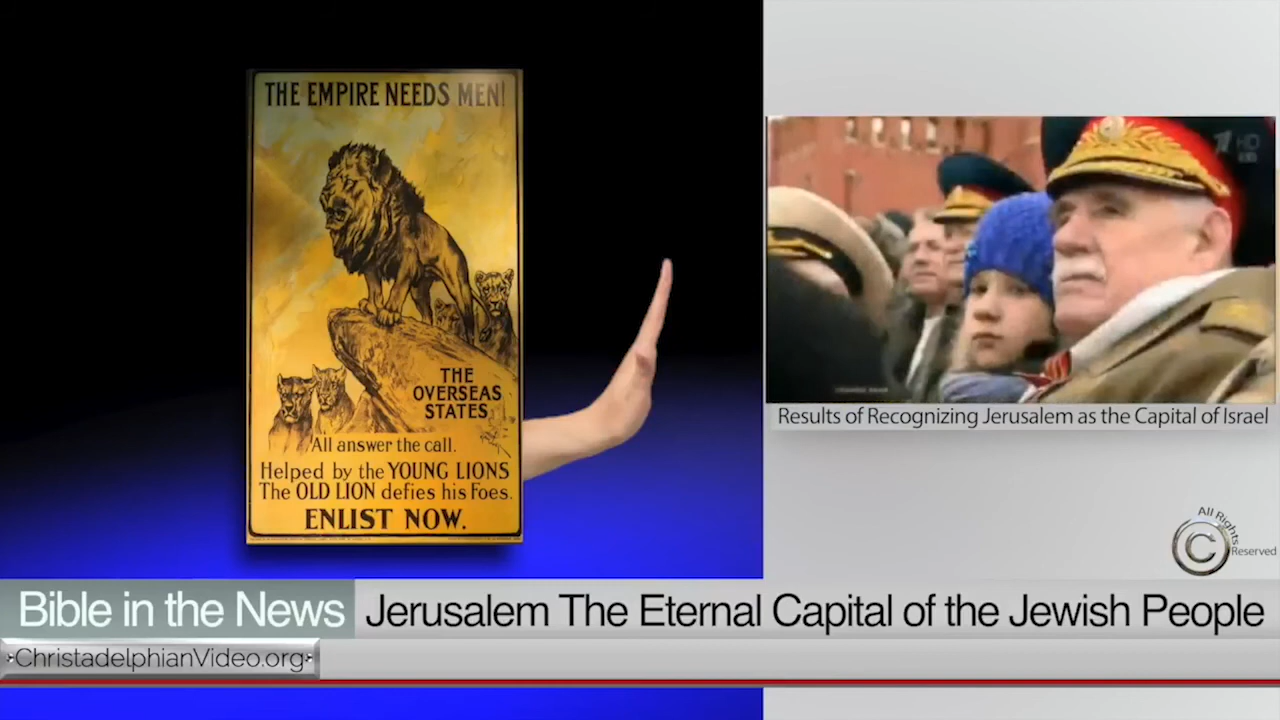 THE EMPIRE NEEDS MEN!
THE
OVERSEAS
STATES
All answer the call.
Helped by the YOUNG LIONS
The OLD LION defies his Foes.
ENLIST NOW.
HD
Results of Recognizing Jerusalem as the Capital of Israel
All Rights
Reserved
C
Bible in the News
Jerusalem The Eternal Capital of the Jewish People
ChristadelphianVideo.org